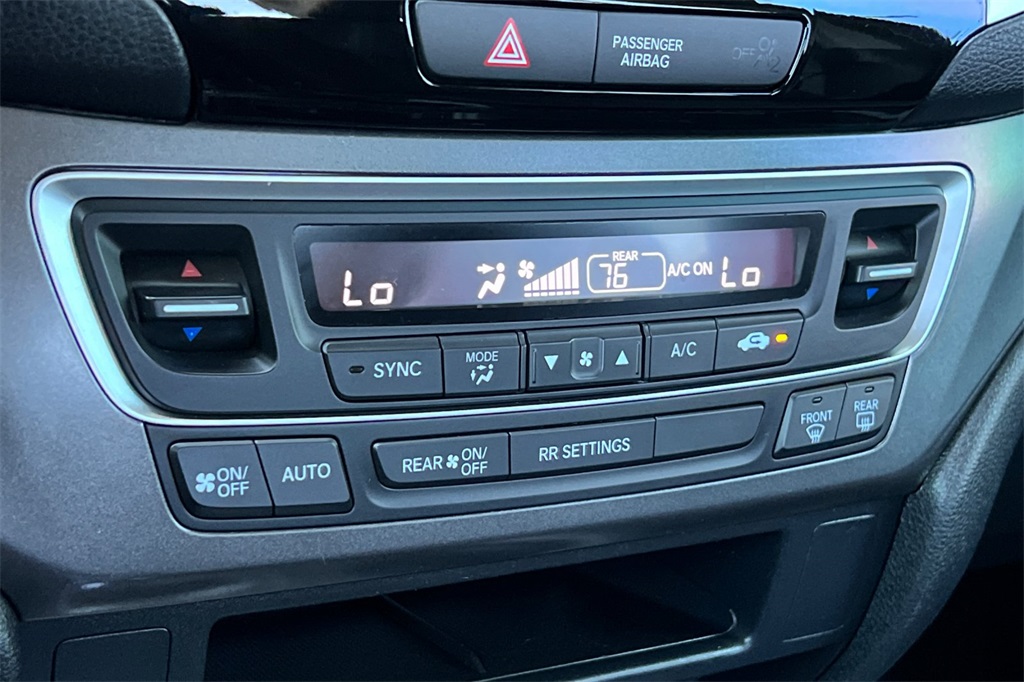 PASSENGER
AIRBAG
OFF
Lo
REAR
76
A/C ON
Lo
SYNC
MODE
A/C
ON/
OFF
AUTO
REAR ON/
OFF
RR SETTINGS
FRONT
REAR